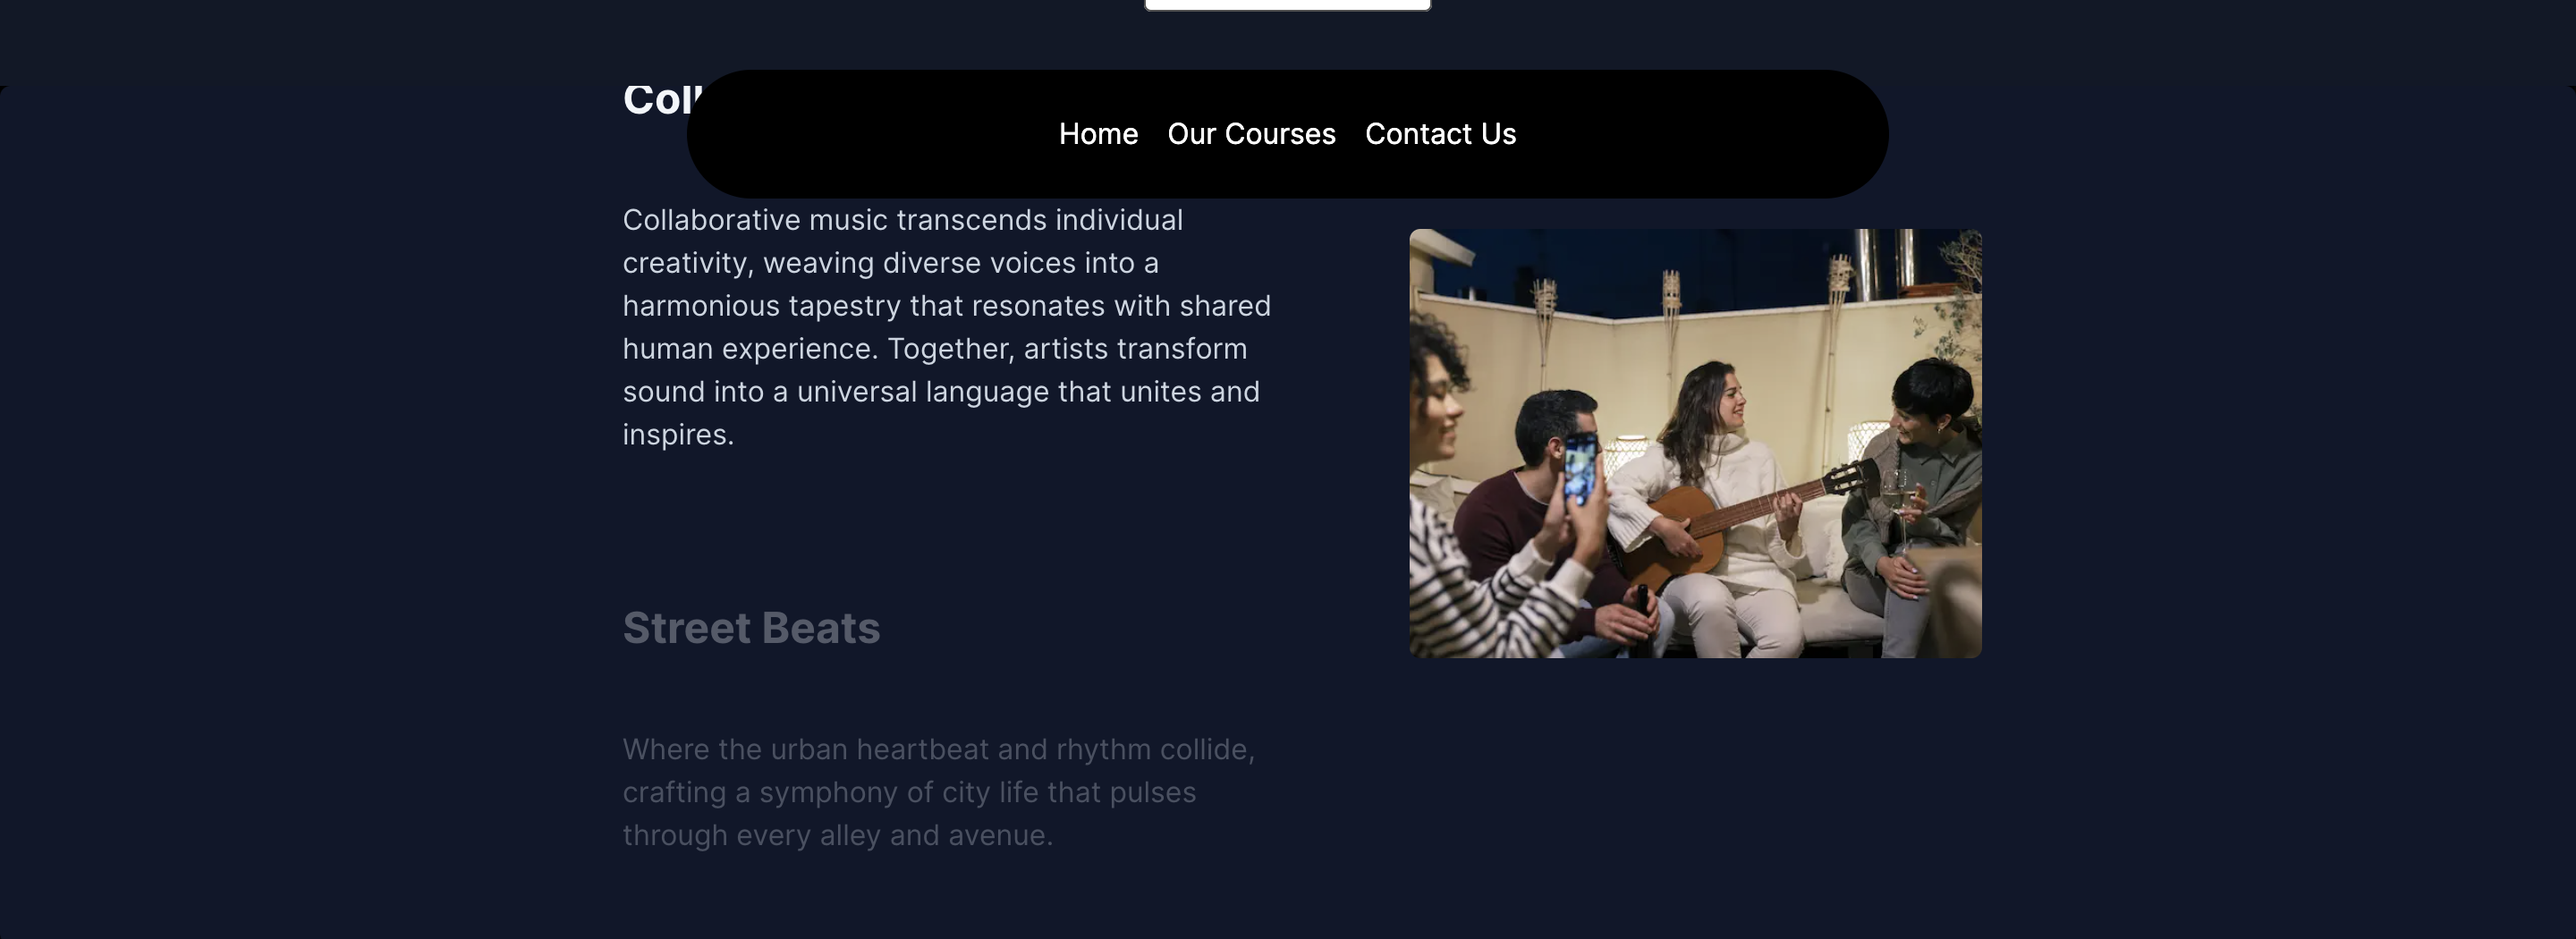 Home Our Courses Contact Us
Collaborative music transcends individual
creativity, weaving diverse voices into a
harmonious tapestry that resonates with shared
human experience. Together, artists transform
sound into a universal language that unites and
inspires.
Street Beats
Where the urban heartbeat and rhythm collide,
crafting a symphony of city life that pulses
through every alley and avenue.